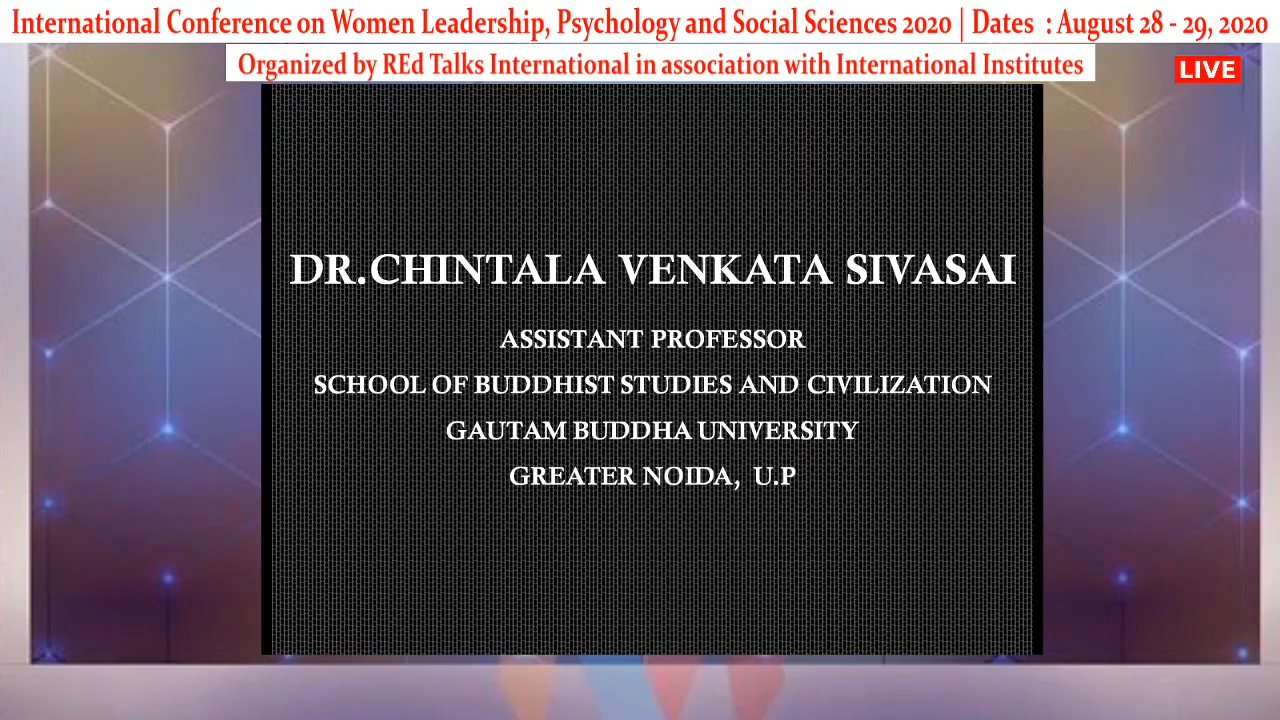 International Conference on Women Leadership, Psychology and Social Sciences 2020 | Dates : August 28 - 29, 2020
Organized by REd Talks International in association with International Institutes
LIVE
DR.CHINTALA VENKATA SIVASAI
ASSISTANT PROFESSOR
SCHOOL OF BUDDHIST STUDIES AND CIVILIZATION
GAUTAM BUDDHA UNIVERSITY
GREATER NOIDA, U.P